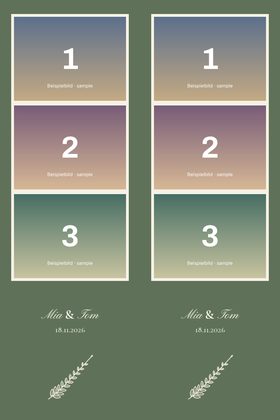 1
Beispielbild - sample
2
Beispielbild - sample
3
Beispielbild - sample
Mia & Tom
18.11.2026
1
Beispielbild - sample
2
Beispielbild - sample
3
Beispielbild - sample
Mia & Tom
18.11.2026